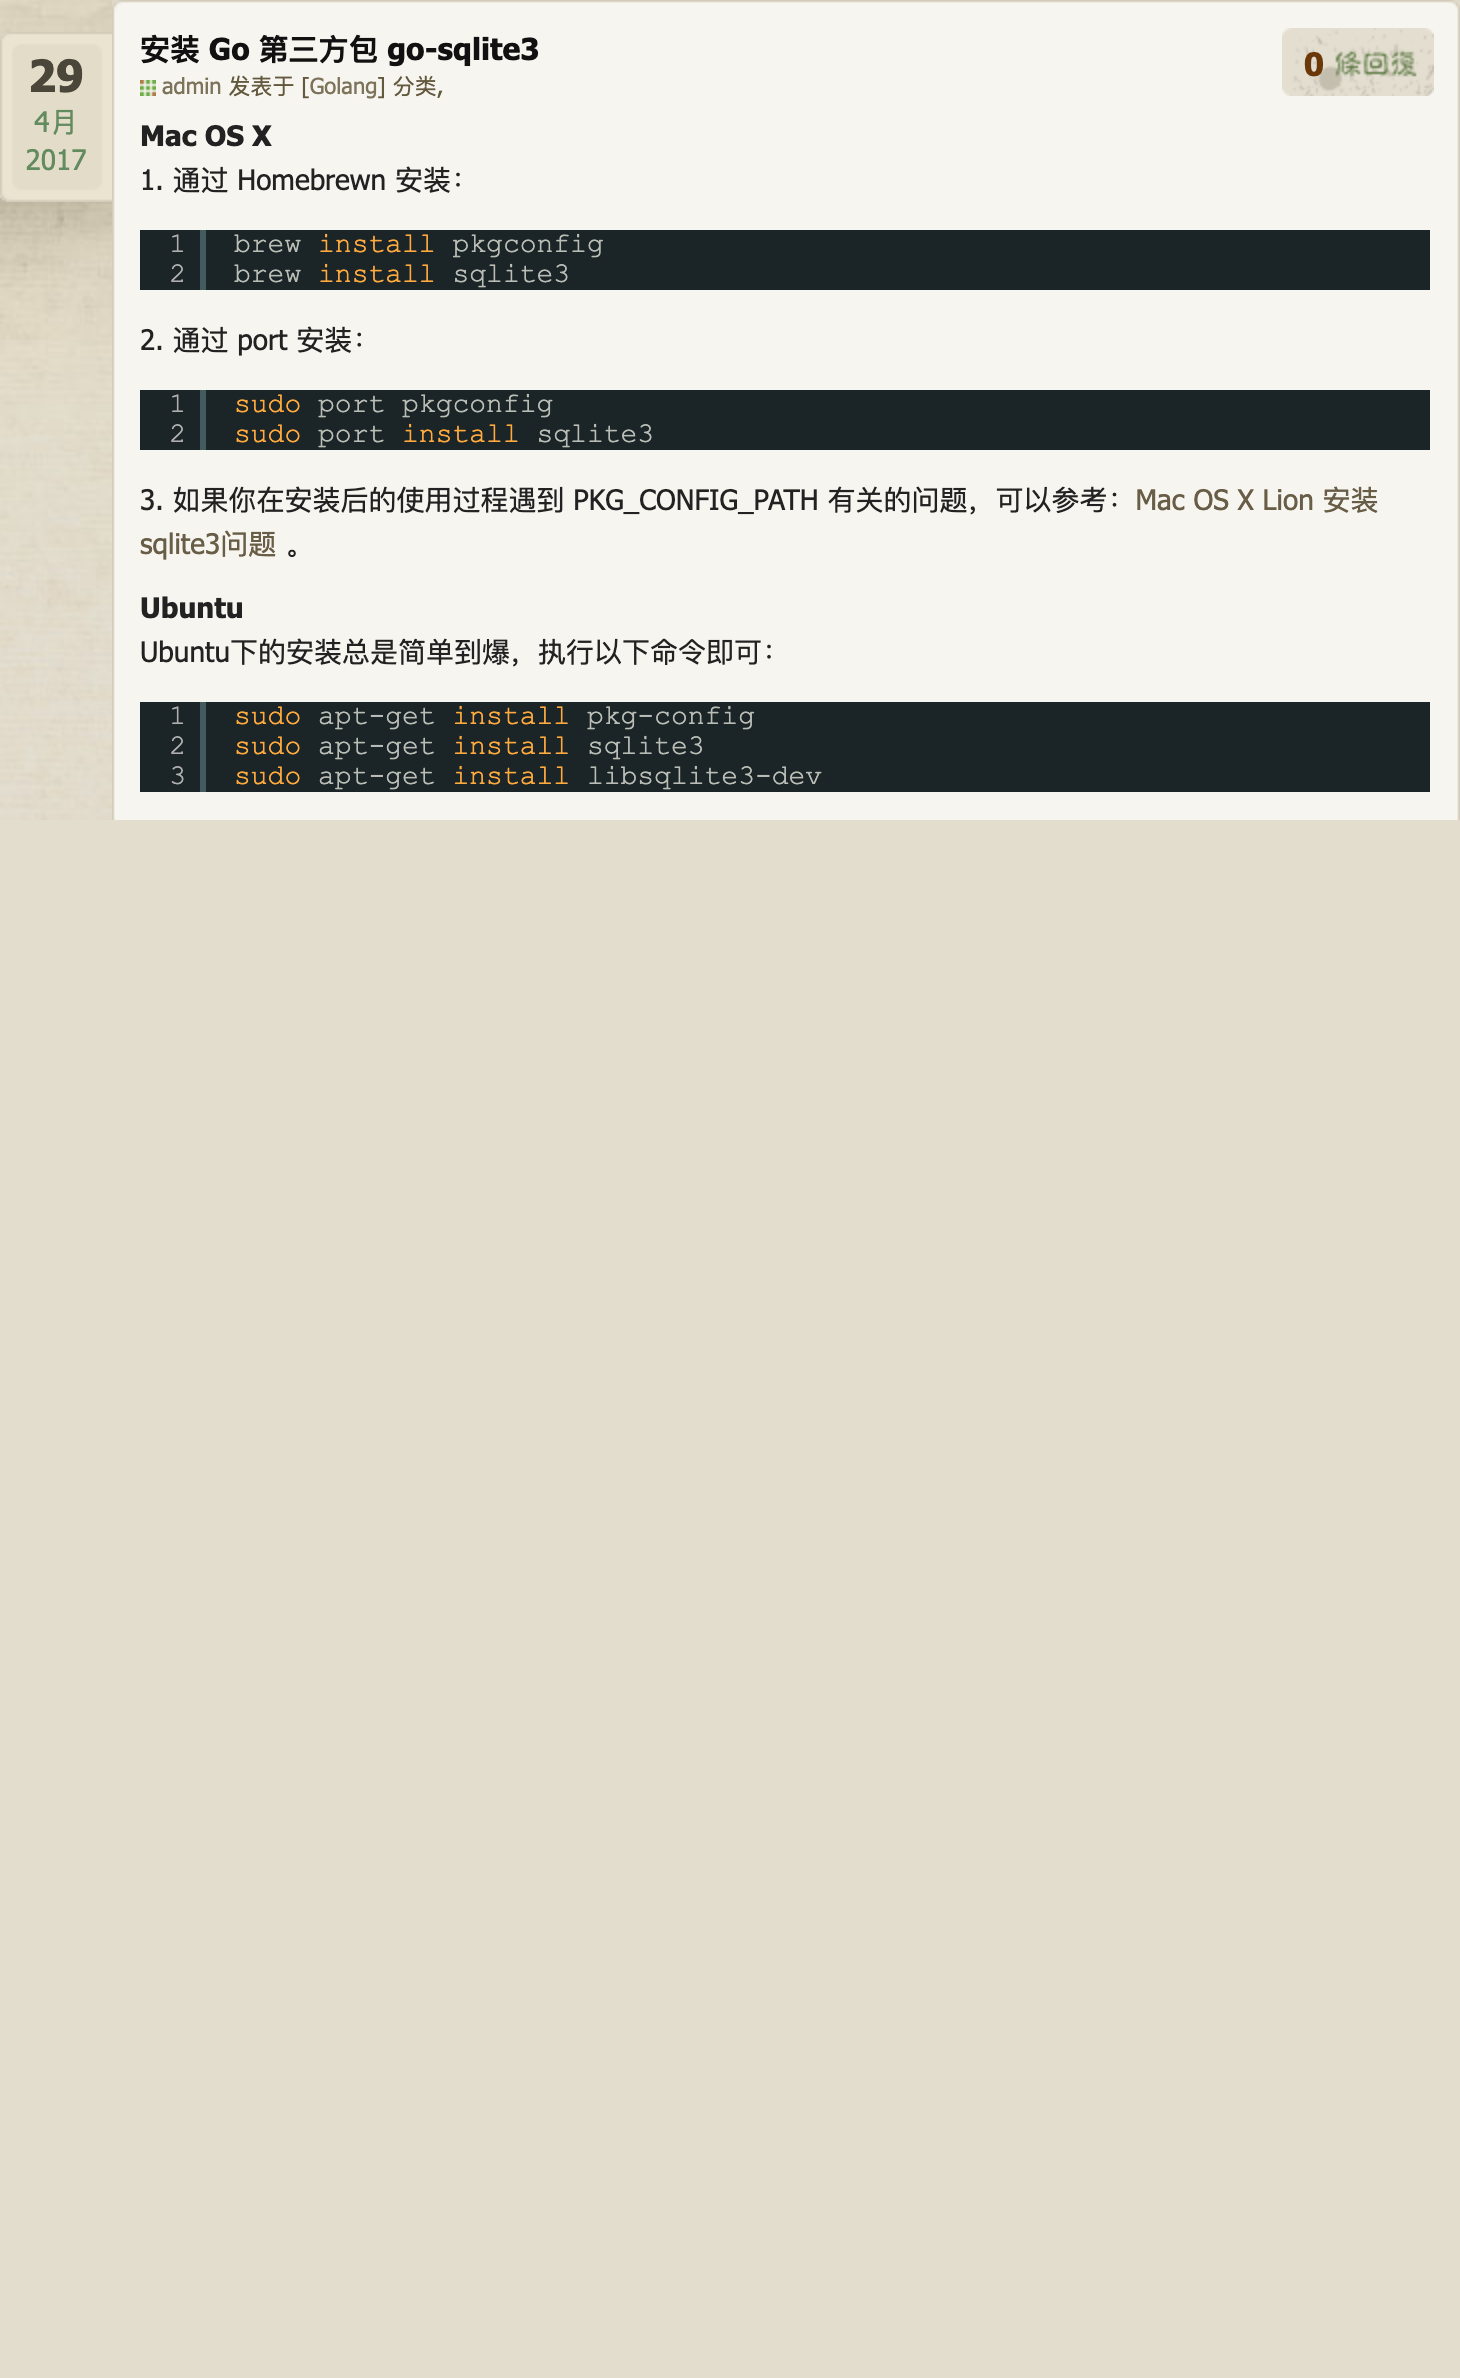 29
4月
2017
安装 Go 第三方包 go-sqlite3
admin 发表于 [Golang] 分类,
0 條回復
Mac OS X
1. 通过 Homebrewn 安装：
1 brew install pkgconfig
2 brew install sqlite3
2. 通过 port 安装：
1 sudo port pkgconfig
2 sudo port install sqlite3
3. 如果你在安装后的使用过程遇到 PKG_CONFIG_PATH 有关的问题，可以参考：Mac OS X Lion 安装
sqlite3问题 。
Ubuntu
Ubuntu下的安装总是简单到爆，执行以下命令即可：
1 sudo apt-get install pkg-config
2 sudo apt-get install sqlite3
3 sudo apt-get install libsqlite3-dev